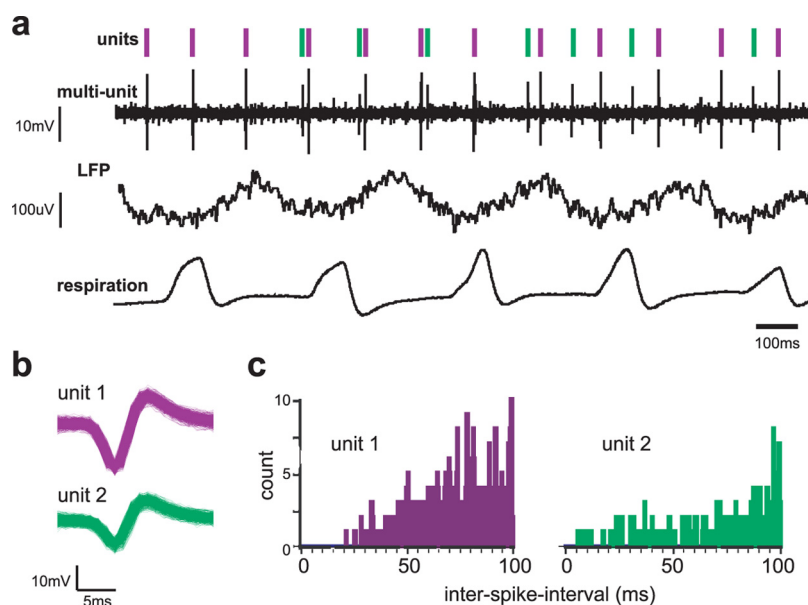 a
units
multi-unit
10mV
LFP
100uV
respiration
100ms
b
unit 1
unit 2
10mV
5ms
c
10
5
0
count
unit 1
unit 2
0 50 100 0 50 100
inter-spike-interval (ms)